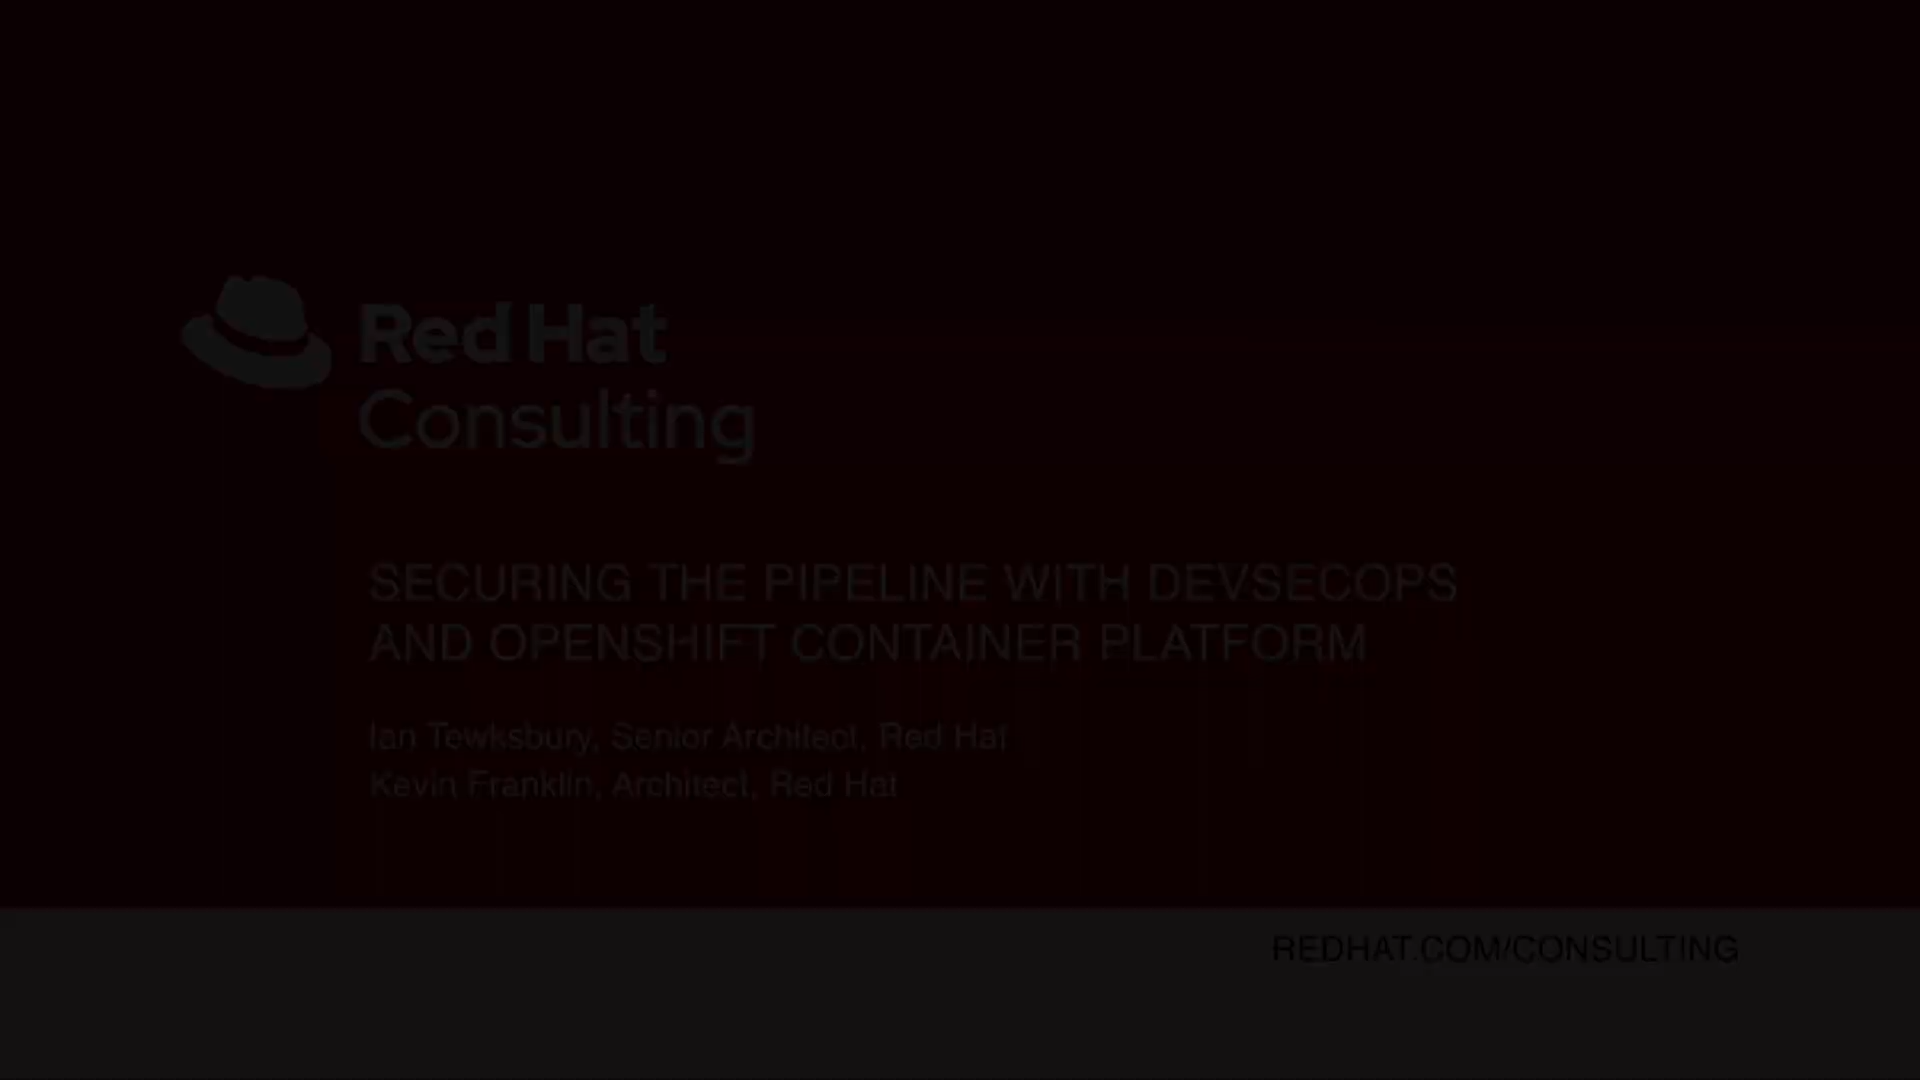 Red Hat
Consulting
SECURING THE PIPELINE WITH DEVSECOPS
AND OPENSHIFT CONTAINER PLATFORM
Ian Tewksbury, Senior Architect, Red Hat
Kevin Franklin, Architect, Red Hat
REDHAT.COM/CONSULTING